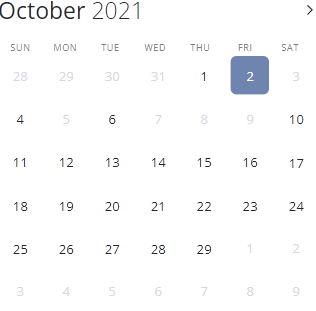 October 2021
SUN MON TUE WED THU FRI SAT
28 29 30 31 1 2 3
4 5 6 7 8 9 10
11 12 13 14 15 16 17
18 19 20 21 22 23 24
25 26 27 28 29 1 2
3 4 5 6 7 8 9